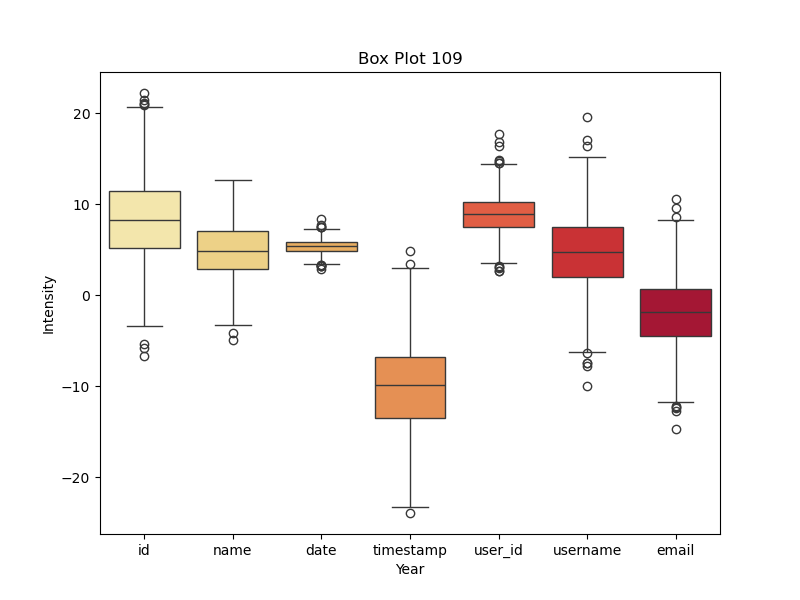 Box Plot 109
Intensity
20
10
0
−10
−20
id name date timestamp user_id username email
Year